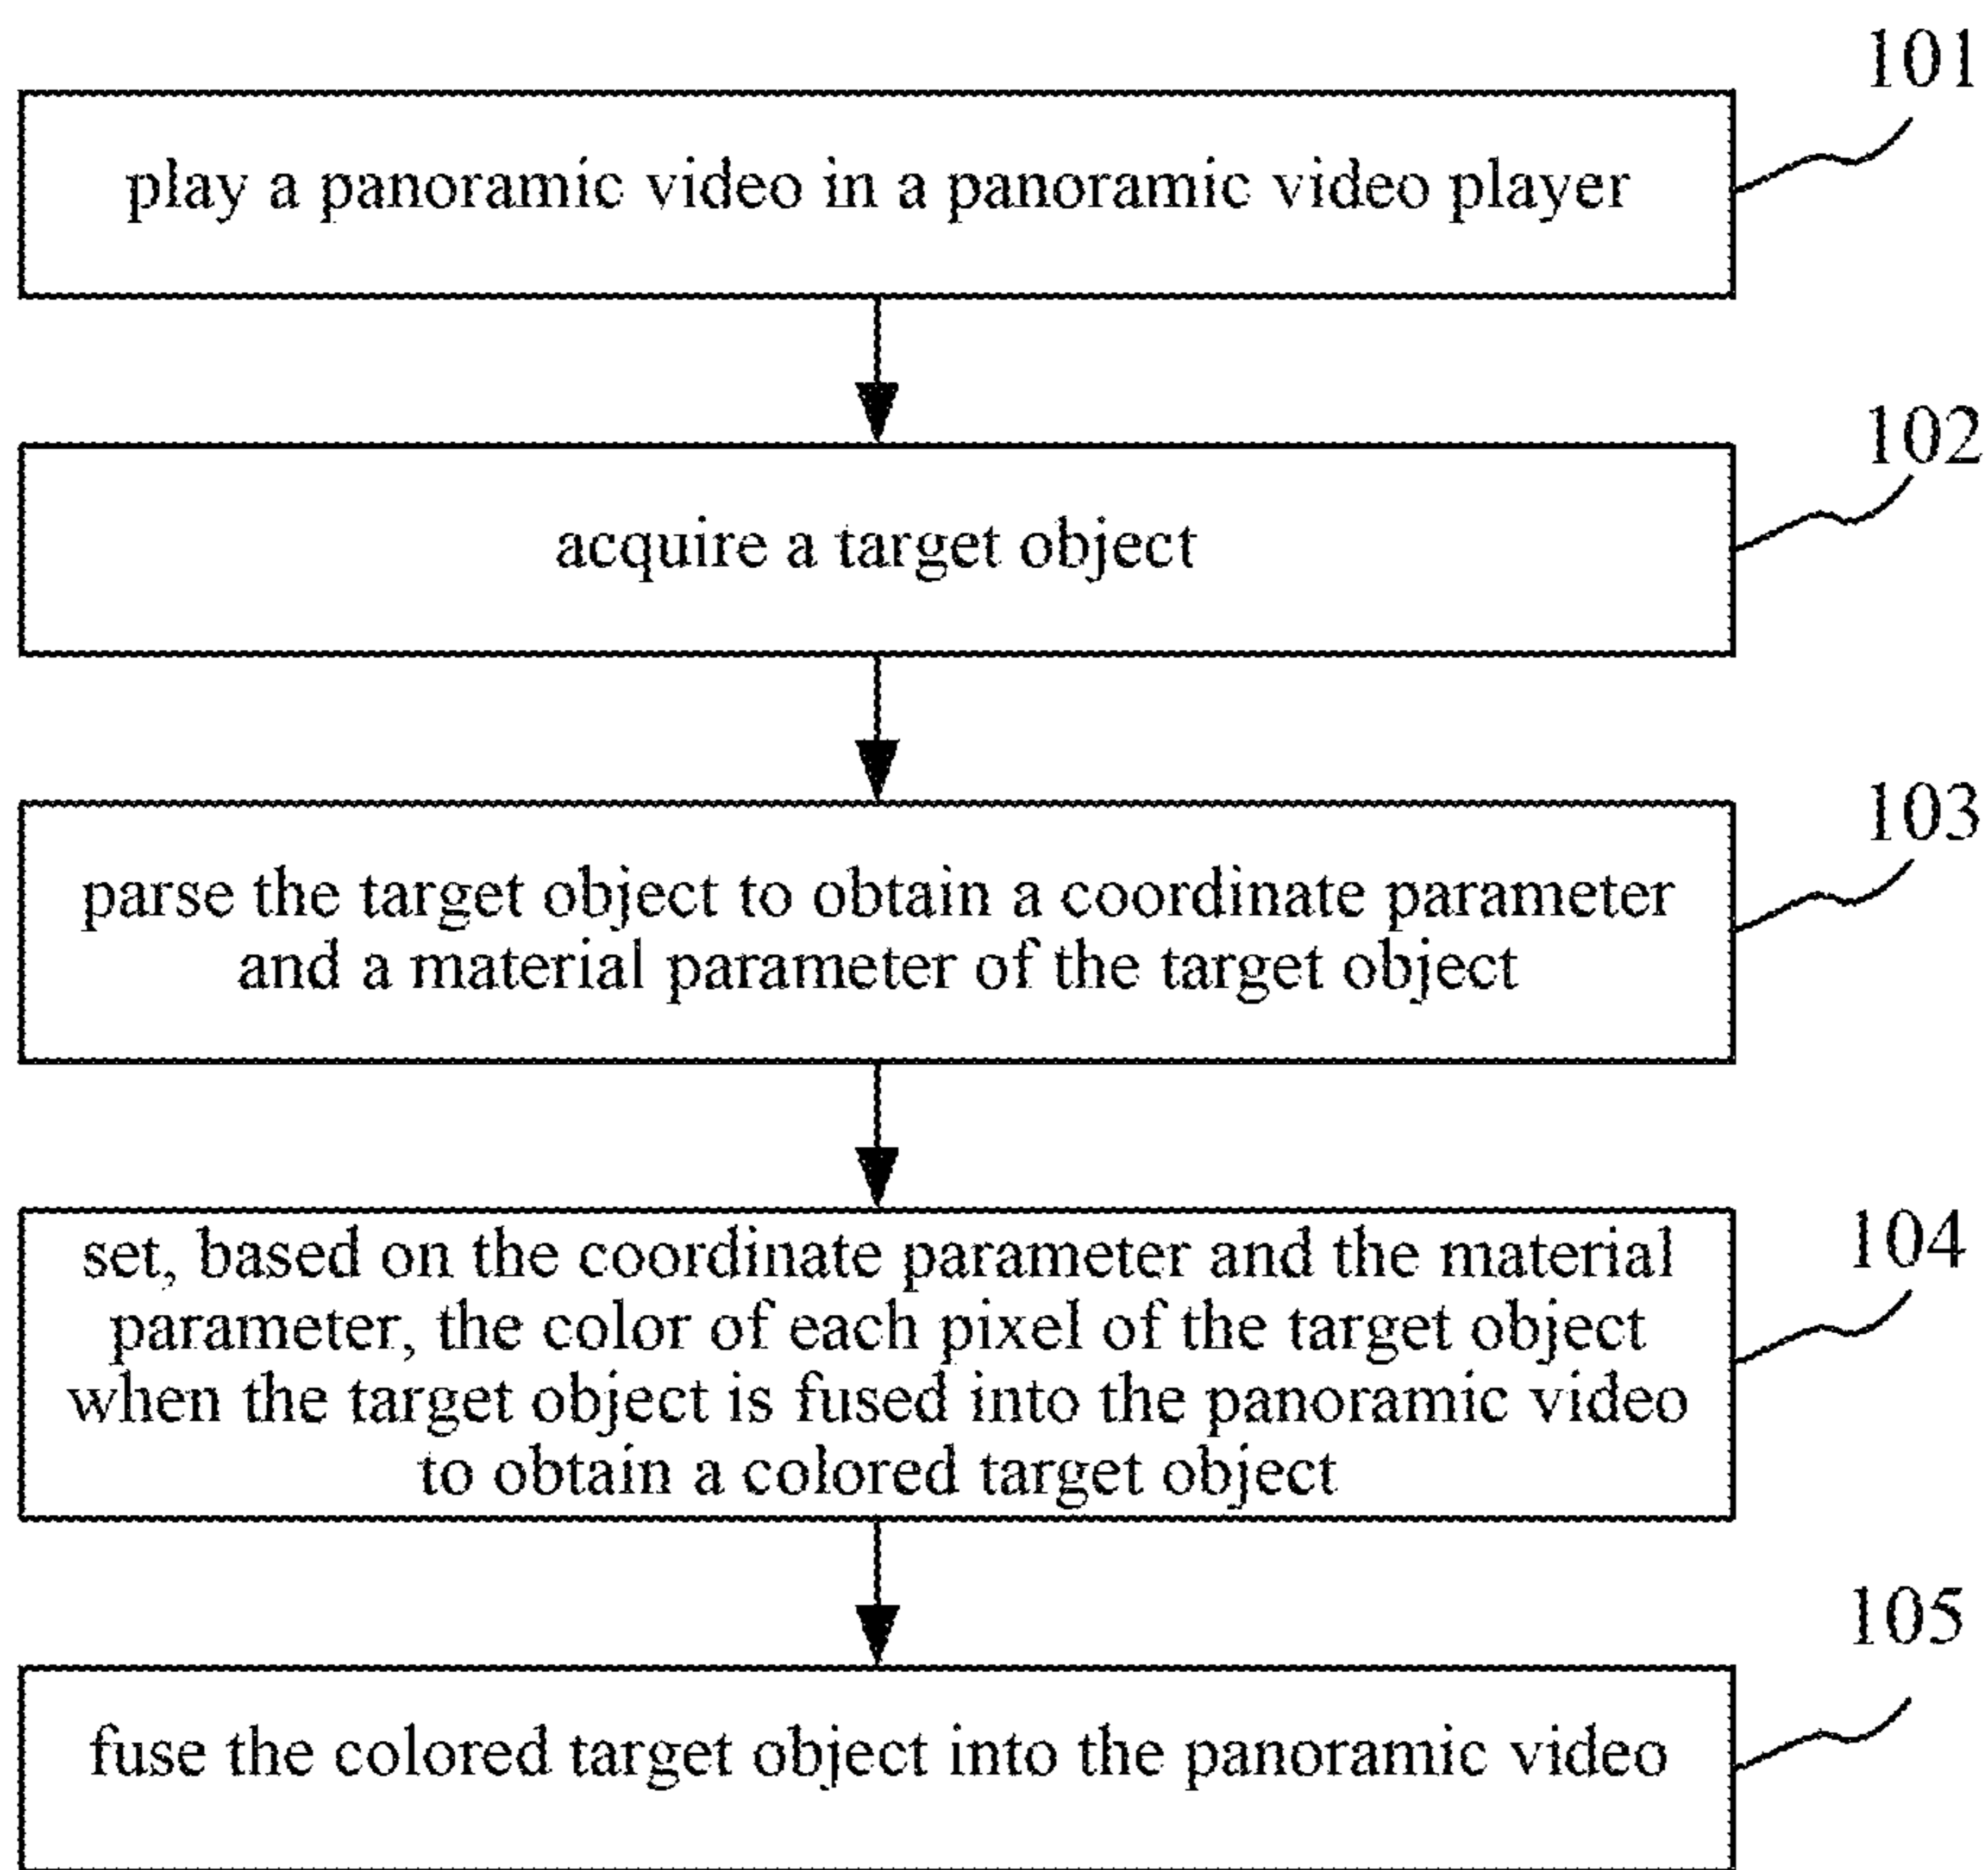 101
play a panoramic video in a panoramic video player
102
acquire a target object
103
parse the target object to obtain a coordinate parameter
and a material parameter of the target object
104
set, based on the coordinate parameter and the material
parameter, the color of each pixel of the target object
when the target object is fused into the panoramic video
to obtain a colored target object
105
fuse the colored target object into the panoramic video